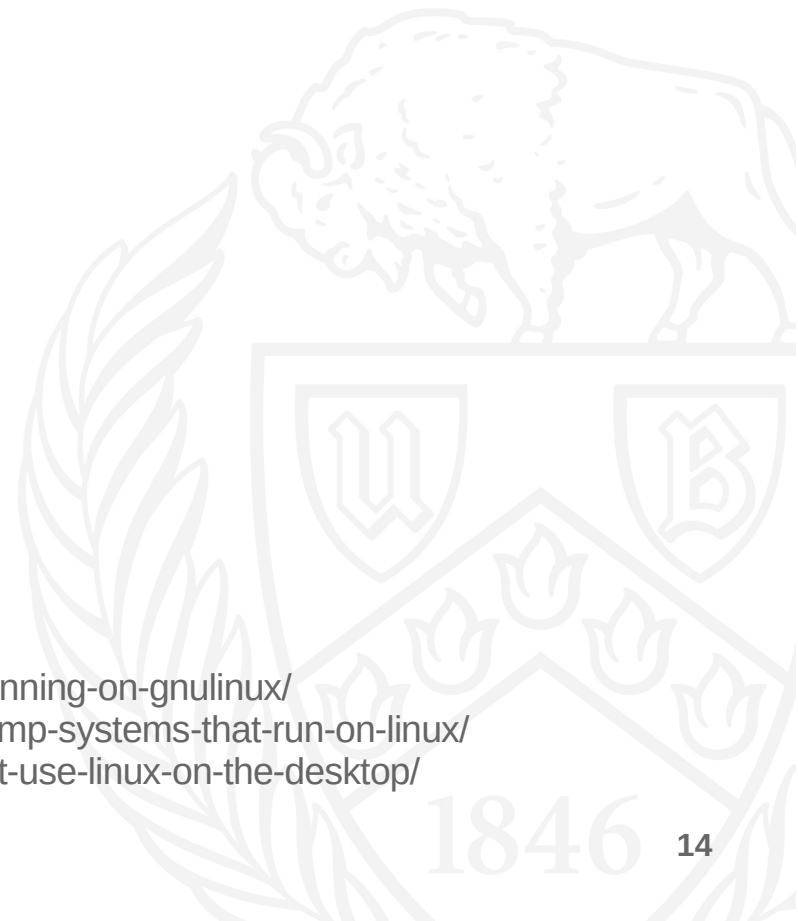 U B
nning-on-gnulinux/
mp-systems-that-run-on-linux/
t-use-linux-on-the-desktop/
1846
14